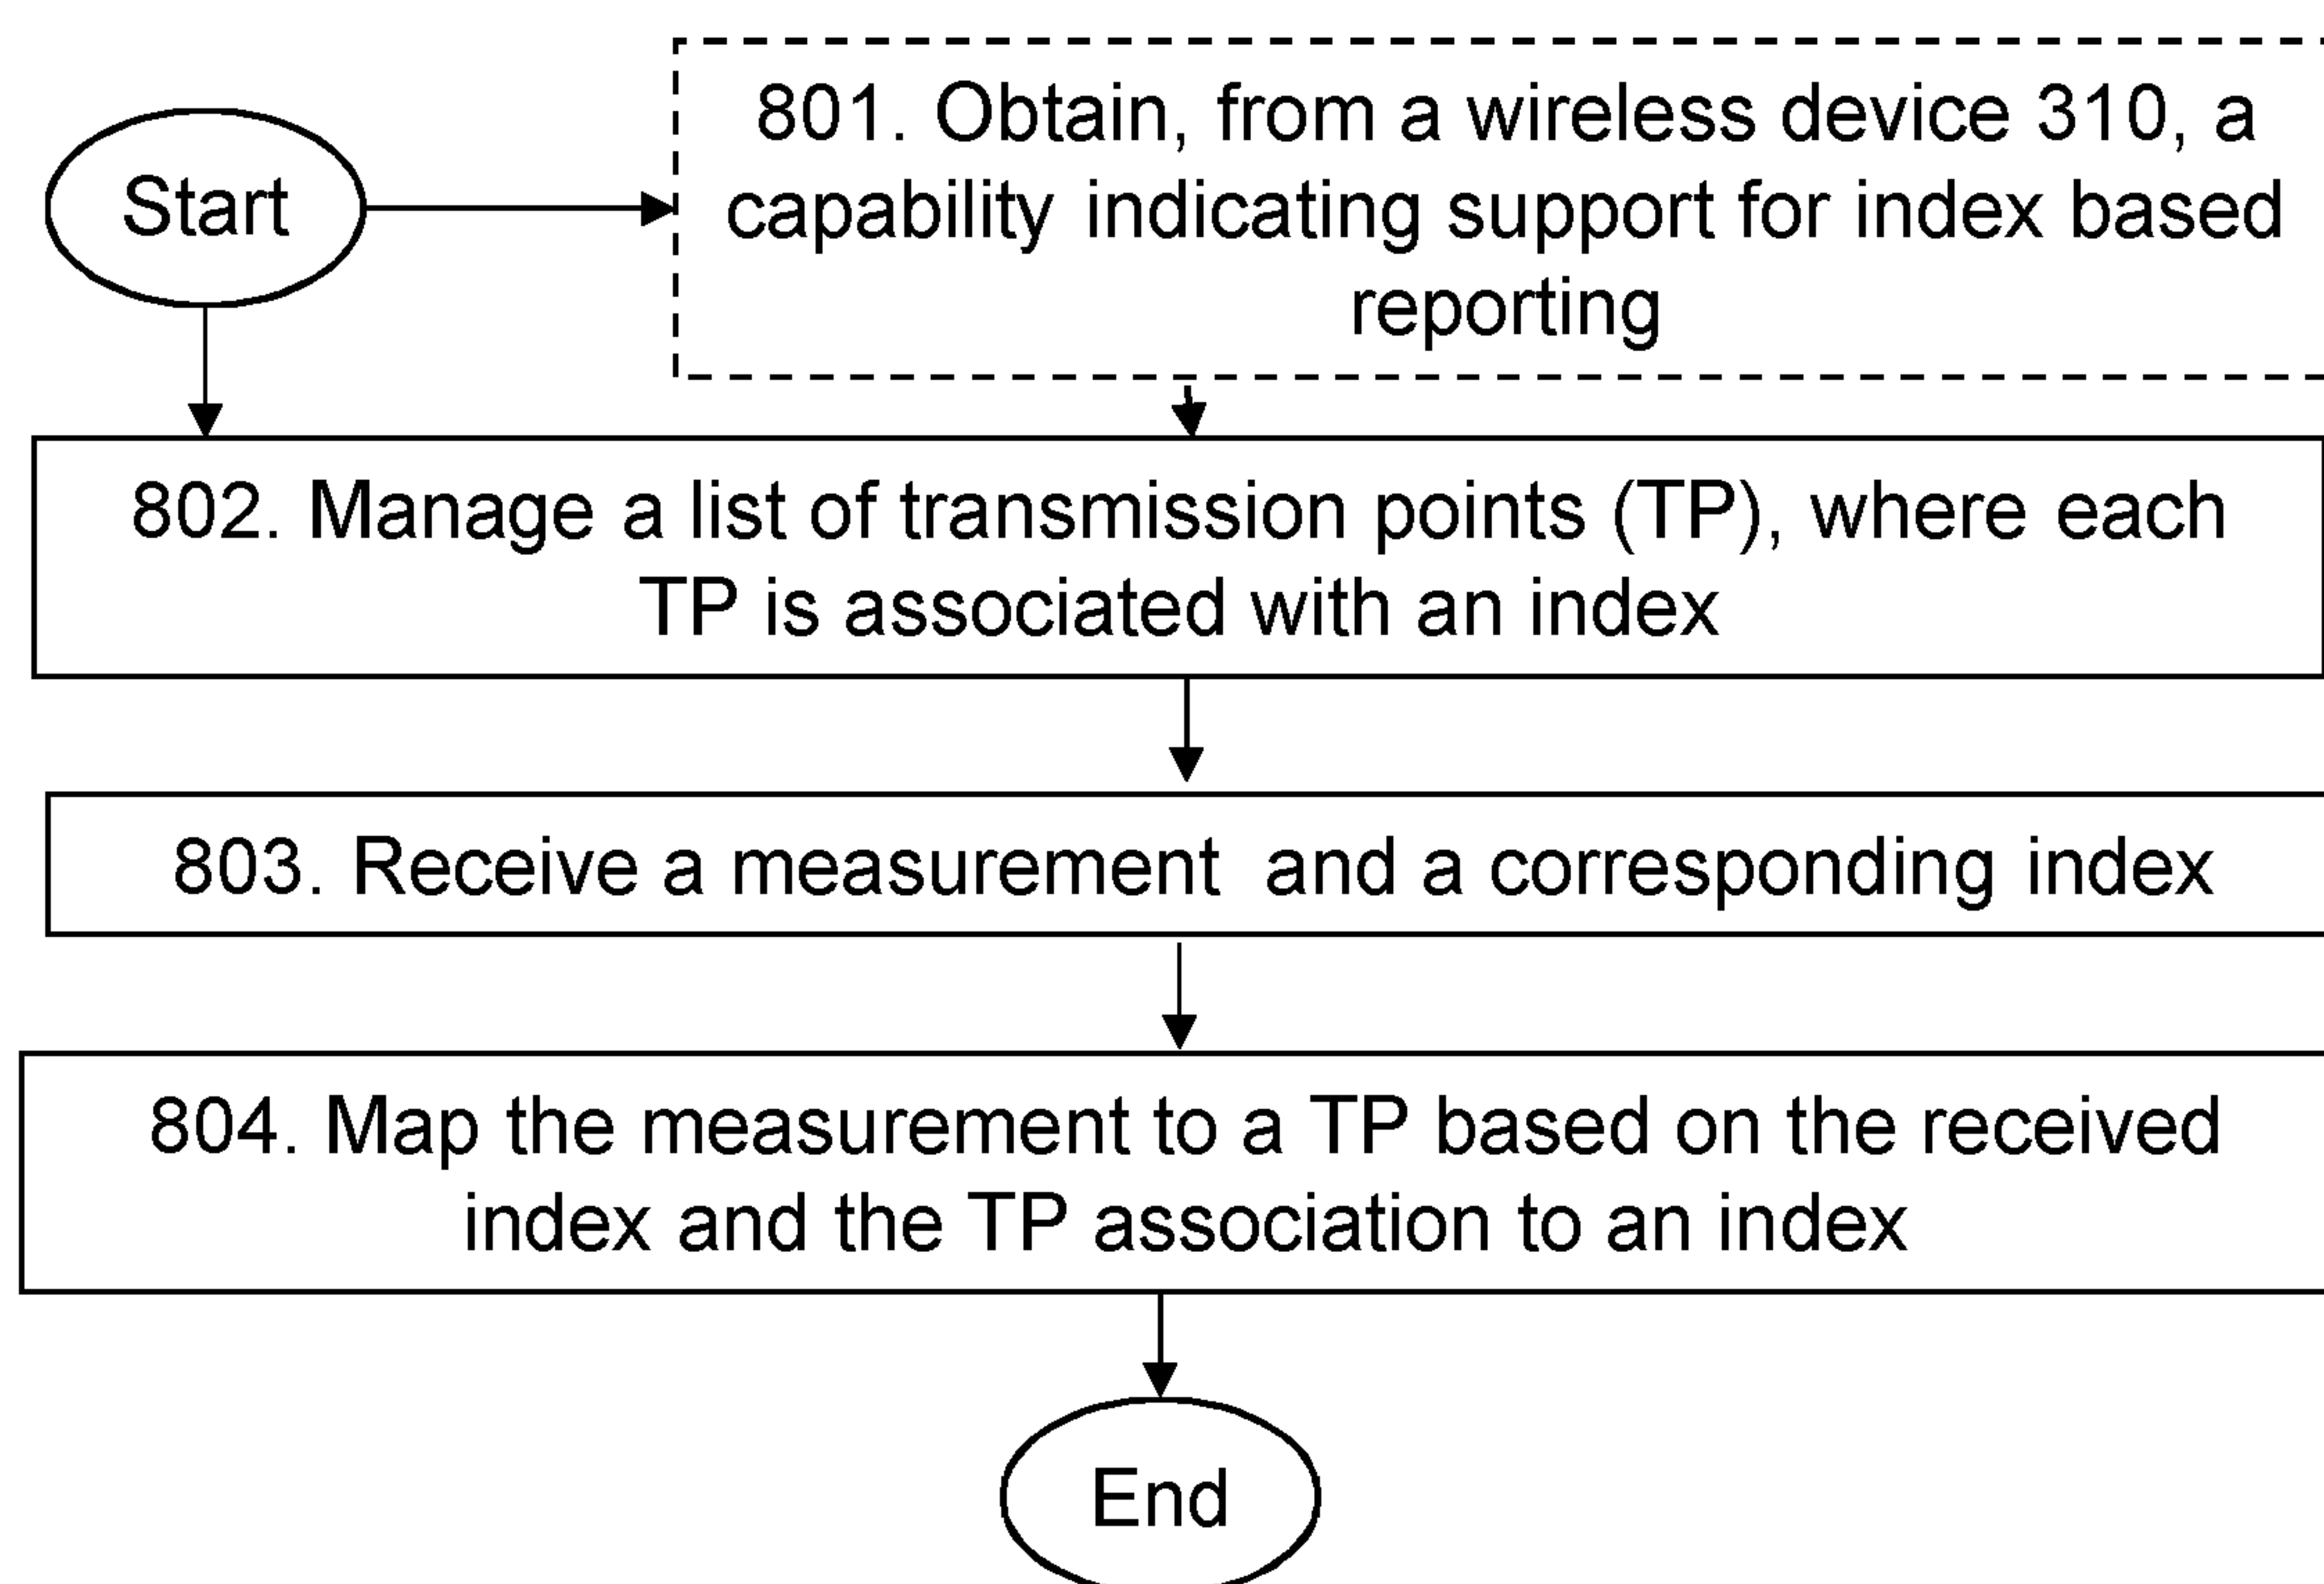 Start
801. Obtain, from a wireless device 310, a
capability indicating support for index based
reporting
802. Manage a list of transmission points (TP), where each
TP is associated with an index
803. Receive a measurement and a corresponding index
804. Map the measurement to a TP based on the received
index and the TP association to an index
End